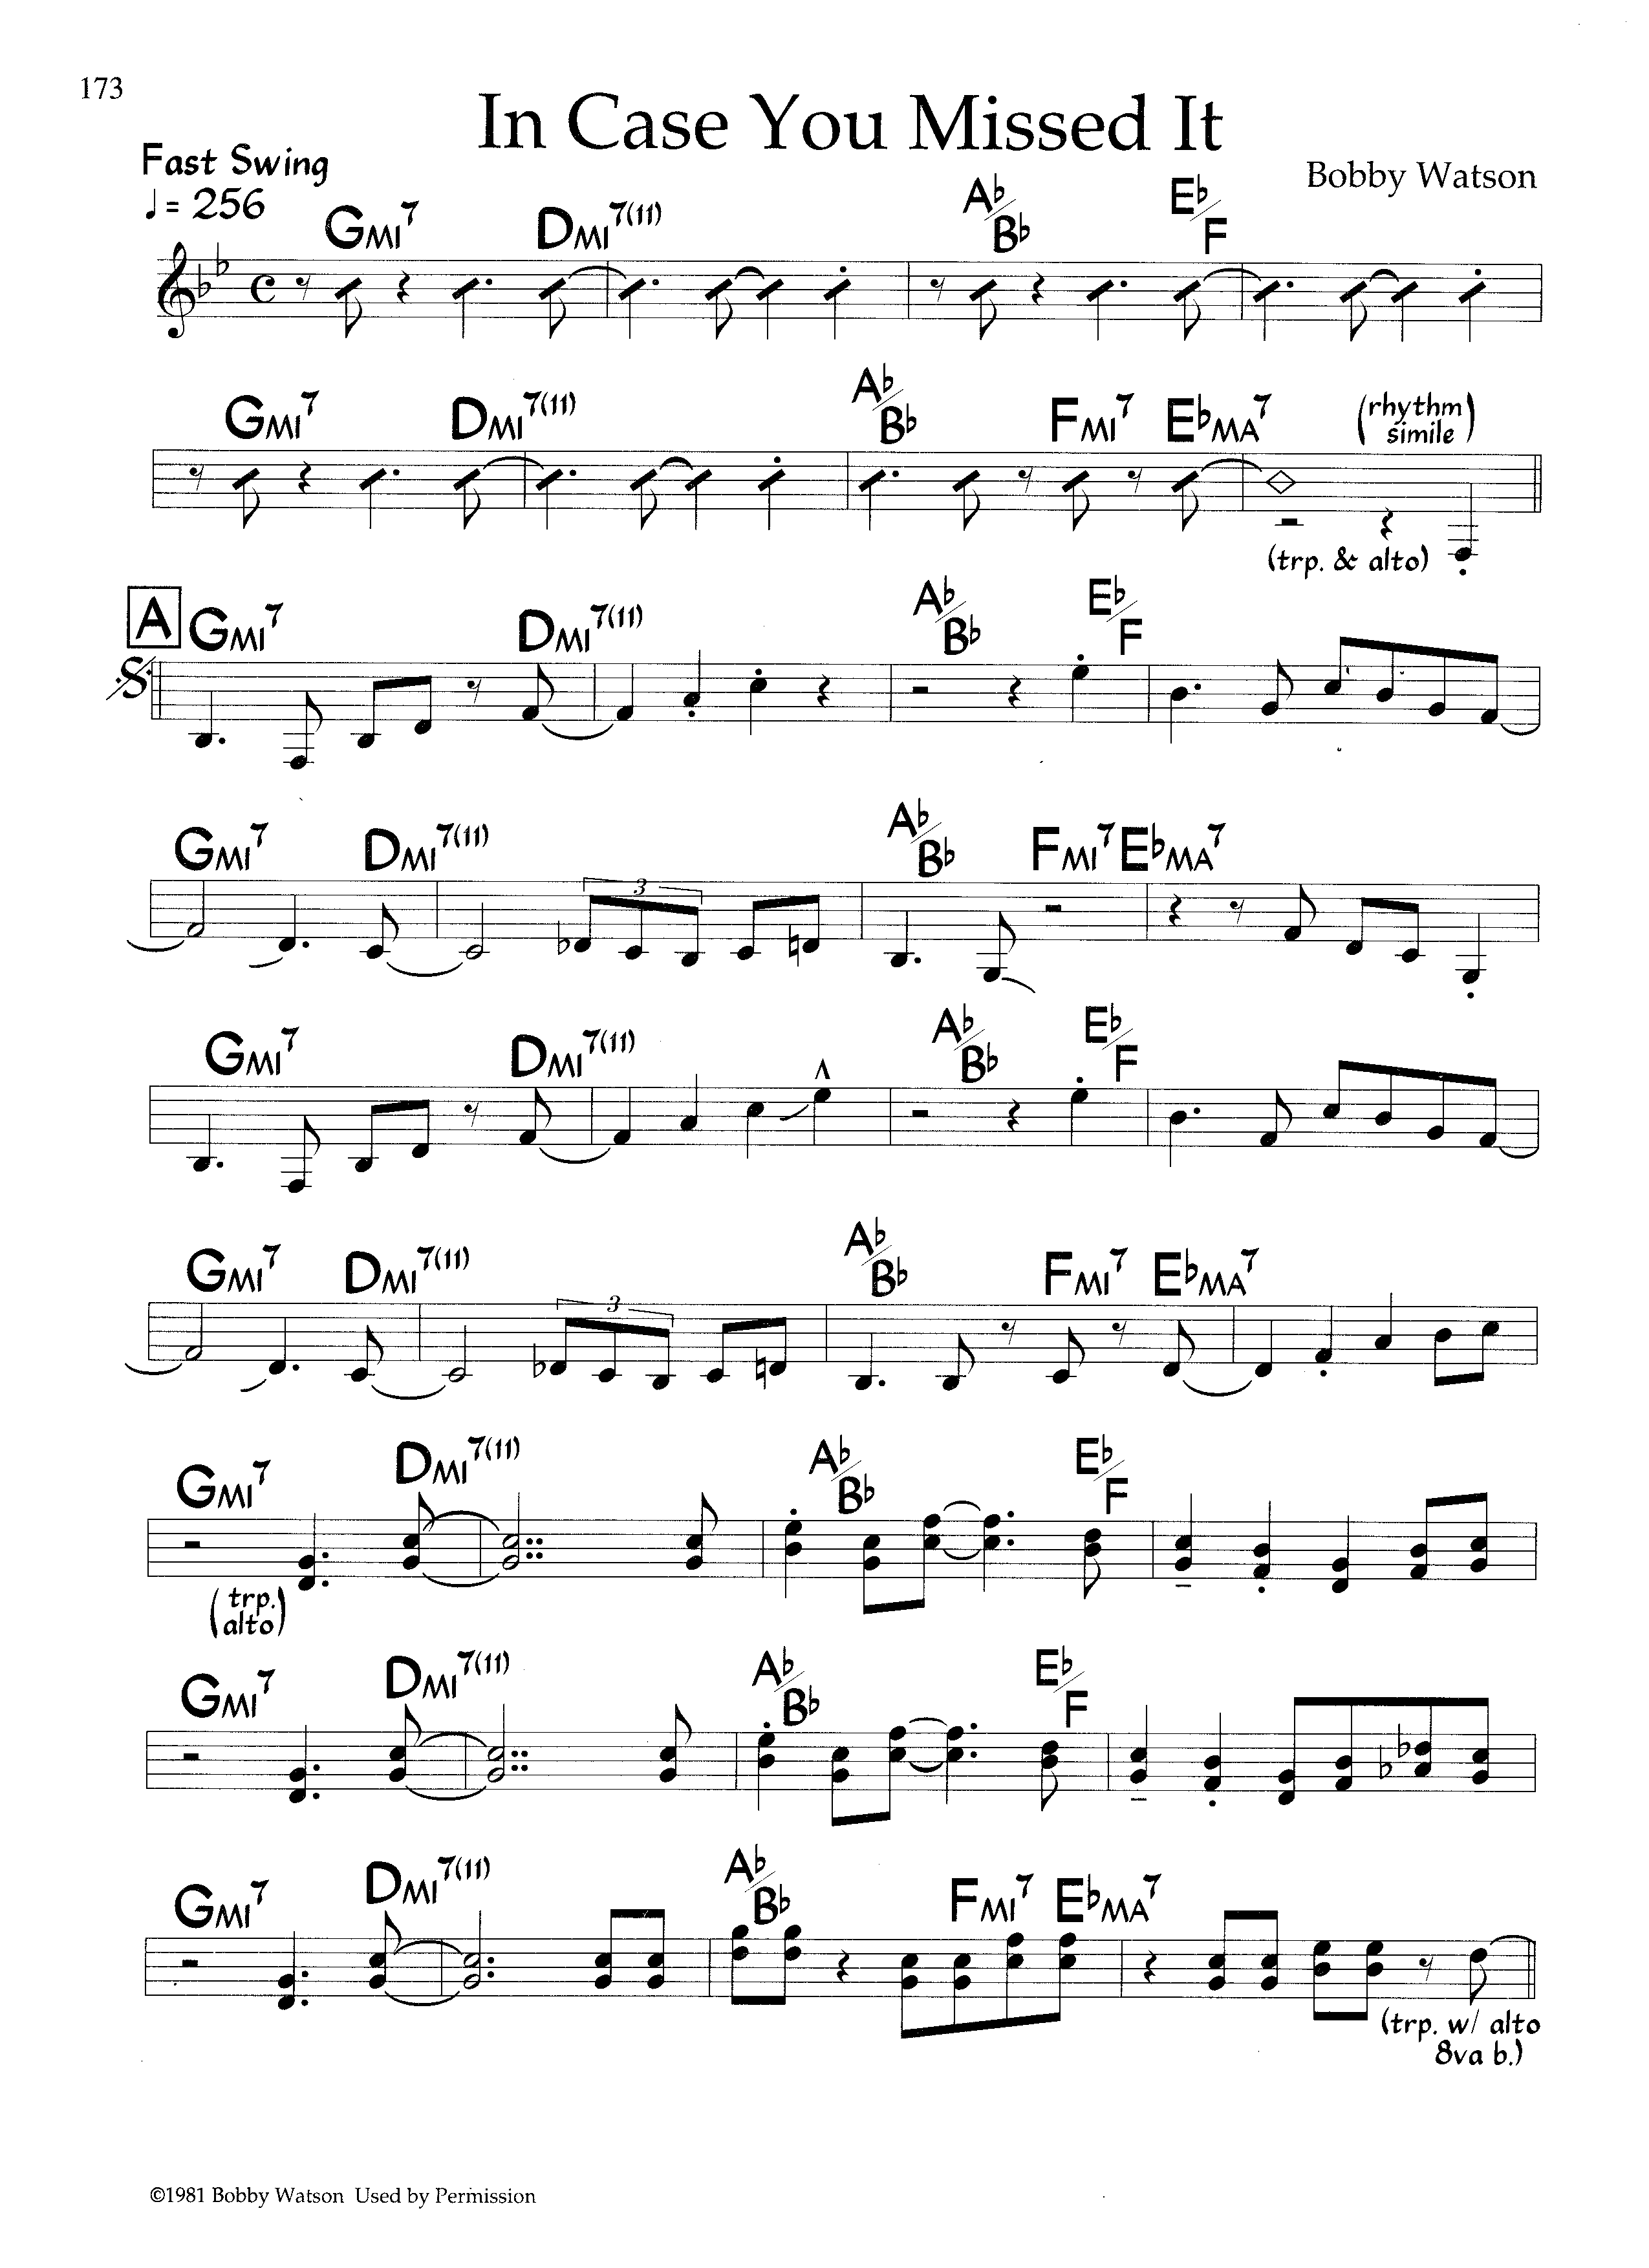 173
In Case You Missed It
Fast Swing
Bobby Watson
♩= 256
GMI7 DMI7(11) A♭/B♭ E♭/F
GMI7 DMI7(11) A♭/B♭ FMI7 E♭MA7 (rhythm simile)
(trp. & alto)
A
GMI7 DMI7(11) A♭/B♭ E♭/F
GMI7 DMI7(11) A♭/B♭ FMI7 E♭MA7
3
GMI7 DMI7(11) A♭/B♭ E♭/F
GMI7 DMI7(11) A♭/B♭ FMI7 E♭MA7
3
GMI7 DMI7(11) A♭/B♭ E♭/F
(trp.
alto)
GMI7 DMI7(11) A♭/B♭ E♭/F
GMI7 DMI7(11) A♭/B♭ FMI7 E♭MA7
(trp. w/ alto
8va b.)
©1981 Bobby Watson Used by Permission